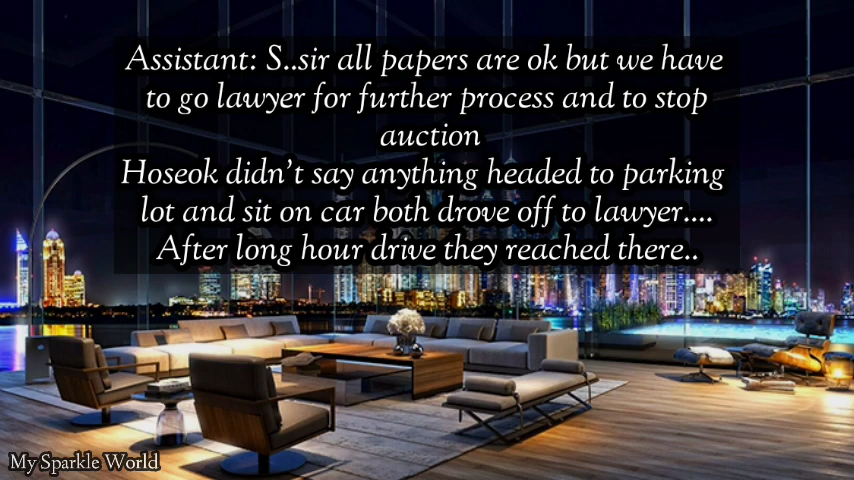 Assistant: S..sir all papers are ok but we have
to go lawyer for further process and to stop
auction
Hoseok didn't say anything headed to parking
lot and sit on car both drove off to lawyer....
After long hour drive they reached there..
My Sparkle World